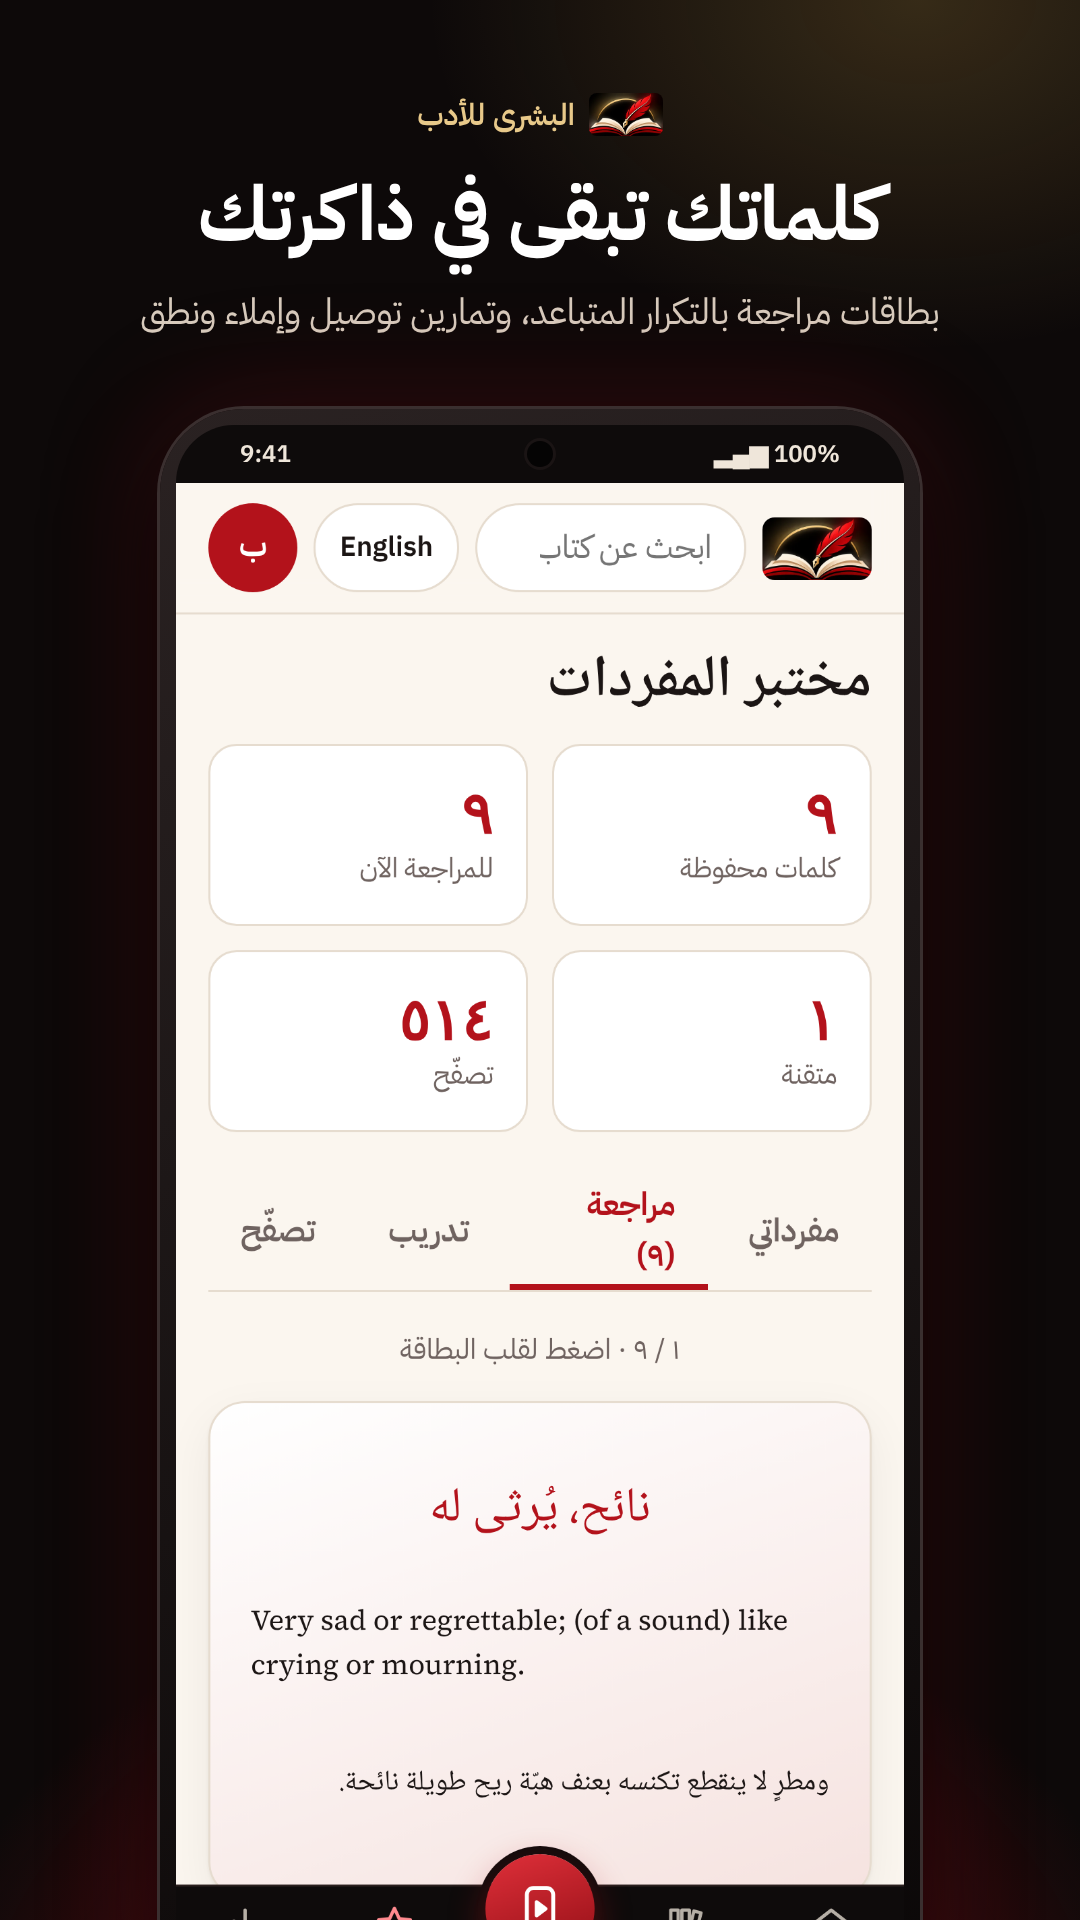 البشرى للأدب
كلماتك تبقى في ذاكرتك
بطاقات مراجعة بالتكرار المتباعد، وتمارين توصيل وإملاء ونطق
9:41
100%
ابحث عن كتاب
English
ب
مختبر المفردات
٩
كلمات محفوظة
٩
للمراجعة الآن
١
متقنة
٥١٤
تصفّح
مفرداتي
مراجعة
(٩)
تدريب
تصفّح
١ / ٩ · اضغط لقلب البطاقة
نائح، يُرثى له
Very sad or regrettable; (of a sound) like
crying or mourning.
ومطرٍ لا ينقطع تكنسه بعنف هبّة ريح طويلة نائحة.